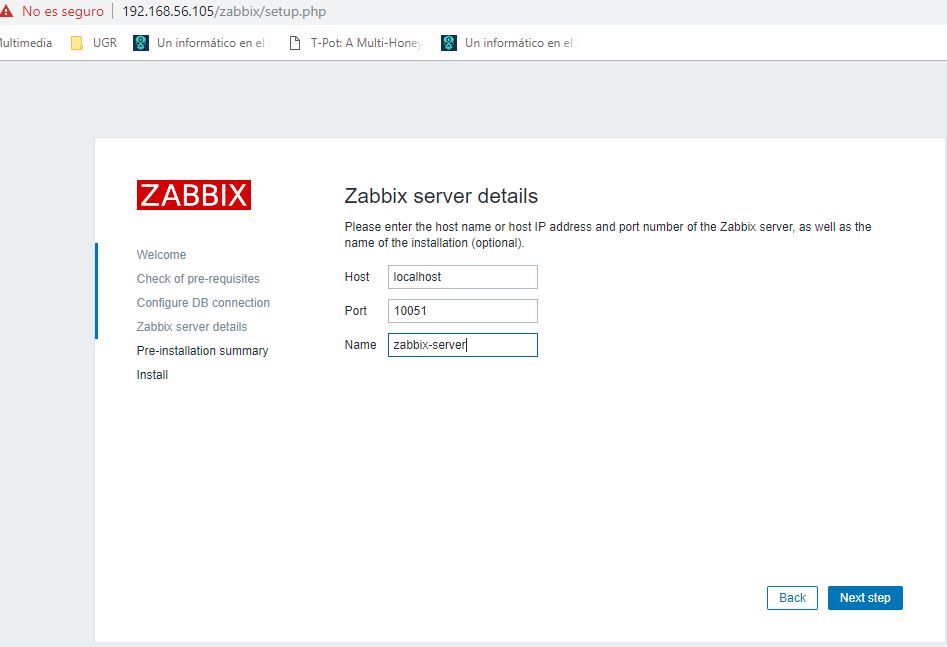 No es seguro 192.168.56.105/zabbix/setup.php
UGR Un informático en el T-Pot: A Multi-Honey Un informático en el
ZABBIX
Zabbix server details
Please enter the host name or host IP address and port number of the Zabbix server, as well as the
name of the installation (optional).
Welcome
Check of pre-requisites
Configure DB connection
Zabbix server details
Pre-installation summary
Install
Host localhost
Port 10051
Name zabbix-server
Back Next step